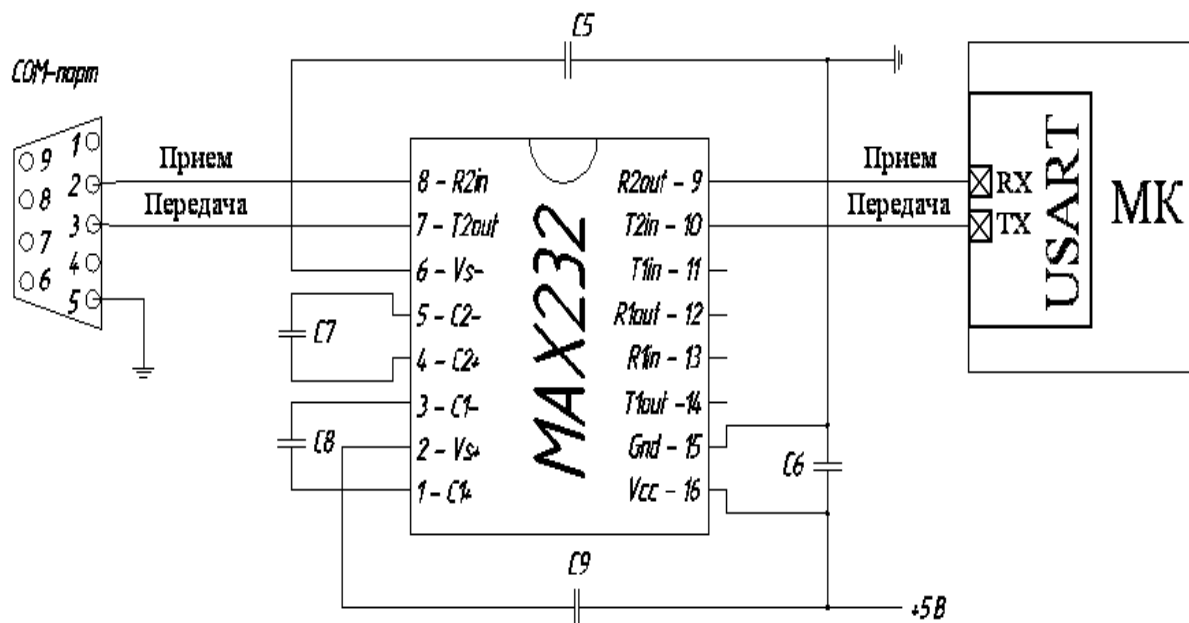 C5
COM-порт
9
8
7
6
1
2
3
4
5
Прием
Передача
8 - R2in
7 - T2out
6 - Vs-
5 - C2-
4 - C2+
3 - C1-
2 - Vs+
1 - C1+
MAX232
R2out - 9
T2in - 10
T1in - 11
R1out - 12
R1in - 13
T1out -14
Gnd - 15
Vcc - 16
Прием
Передача
RX
TX
USART
МК
C7
C8
C6
C9
+5В